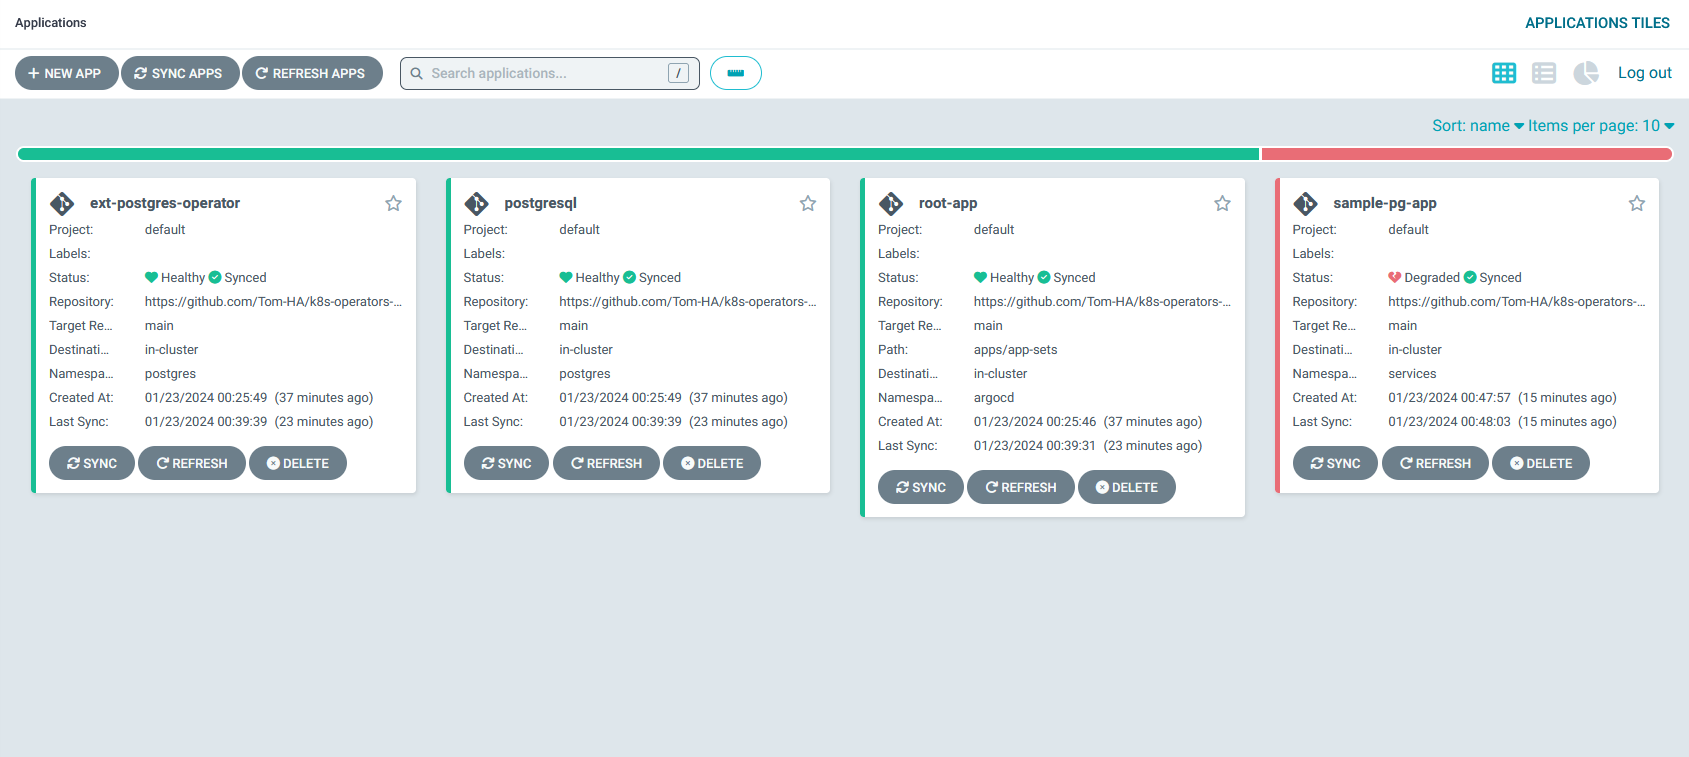 Applications
APPLICATIONS TILES
NEW APP
SYNC APPS
REFRESH APPS
Search applications...
/
Log out
Sort: name
Items per page: 10
ext-postgres-operator
Project: default
Labels:
Status: Healthy Synced
Repository: https://github.com/Tom-HA/k8s-operators-...
Target Re... main
Destinati... in-cluster
Namespa... postgres
Created At: 01/23/2024 00:25:49 (37 minutes ago)
Last Sync: 01/23/2024 00:39:39 (23 minutes ago)
SYNC REFRESH DELETE
postgresql
Project: default
Labels:
Status: Healthy Synced
Repository: https://github.com/Tom-HA/k8s-operators-...
Target Re... main
Destinati... in-cluster
Namespa... postgres
Created At: 01/23/2024 00:25:49 (37 minutes ago)
Last Sync: 01/23/2024 00:39:39 (23 minutes ago)
SYNC REFRESH DELETE
root-app
Project: default
Labels:
Status: Healthy Synced
Repository: https://github.com/Tom-HA/k8s-operators-...
Target Re... main
Path: apps/app-sets
Destinati... in-cluster
Namespa... argocd
Created At: 01/23/2024 00:25:46 (37 minutes ago)
Last Sync: 01/23/2024 00:39:31 (23 minutes ago)
SYNC REFRESH DELETE
sample-pg-app
Project: default
Labels:
Status: Degraded Synced
Repository: https://github.com/Tom-HA/k8s-operators-...
Target Re... main
Destinati... in-cluster
Namespa... services
Created At: 01/23/2024 00:47:57 (15 minutes ago)
Last Sync: 01/23/2024 00:48:03 (15 minutes ago)
SYNC REFRESH DELETE